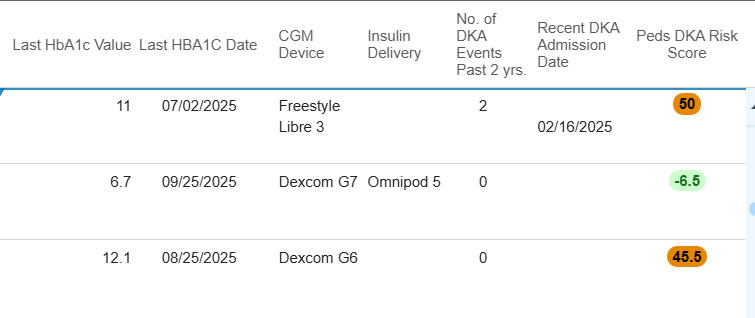 Last HbA1c Value Last HBA1C Date CGM Device Insulin Delivery No. of DKA Events Past 2 yrs. Recent DKA Admission Date Peds DKA Risk Score
11 07/02/2025 Freestyle Libre 3 2 02/16/2025 50
6.7 09/25/2025 Dexcom G7 Omnipod 5 0 -6.5
12.1 08/25/2025 Dexcom G6 0 45.5